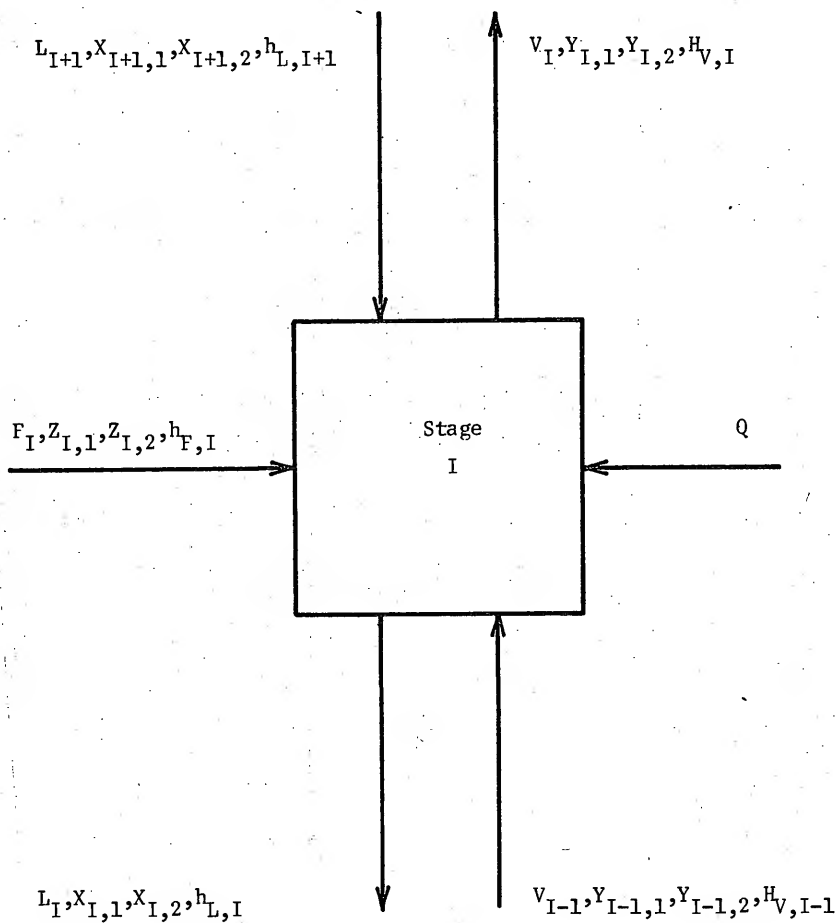 L_{I+1},X_{I+1,1},X_{I+1,2},h_{L,I+1}
V_I,Y_{I,1},Y_{I,2},H_{V,I}
F_I,Z_{I,1},Z_{I,2},h_{F,I}
Stage
I
Q
L_I,X_{I,1},X_{I,2},h_{L,I}
V_{I-1},Y_{I-1,1},Y_{I-1,2},H_{V,I-1}